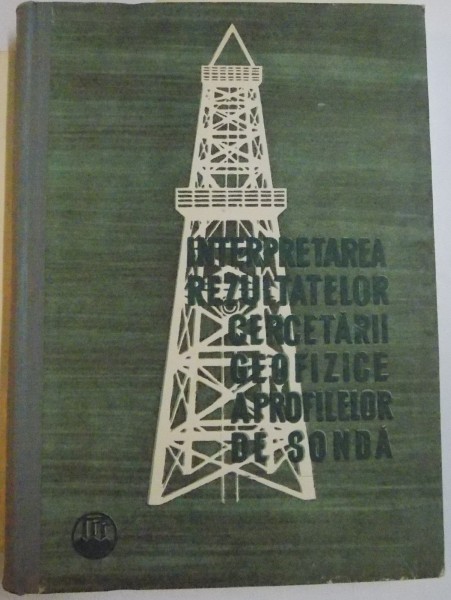 INTERPRETAREA
REZULTATELOR
CERCETĂRII
GEOFIZICE
A PROFILELOR
DE SONDĂ